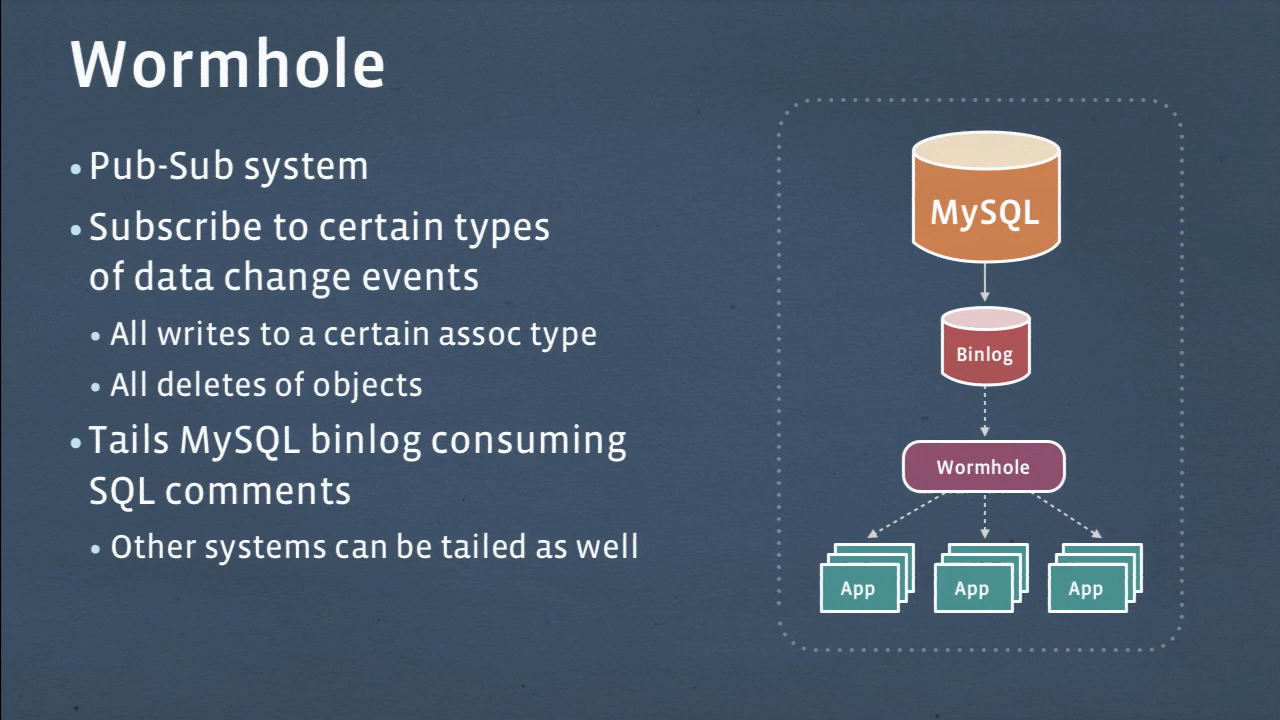 Wormhole
• Pub-Sub system
• Subscribe to certain types
of data change events
• All writes to a certain assoc type
• All deletes of objects
• Tails MySQL binlog consuming
SQL comments
• Other systems can be tailed as well
MySQL
Binlog
Wormhole
App
App
App